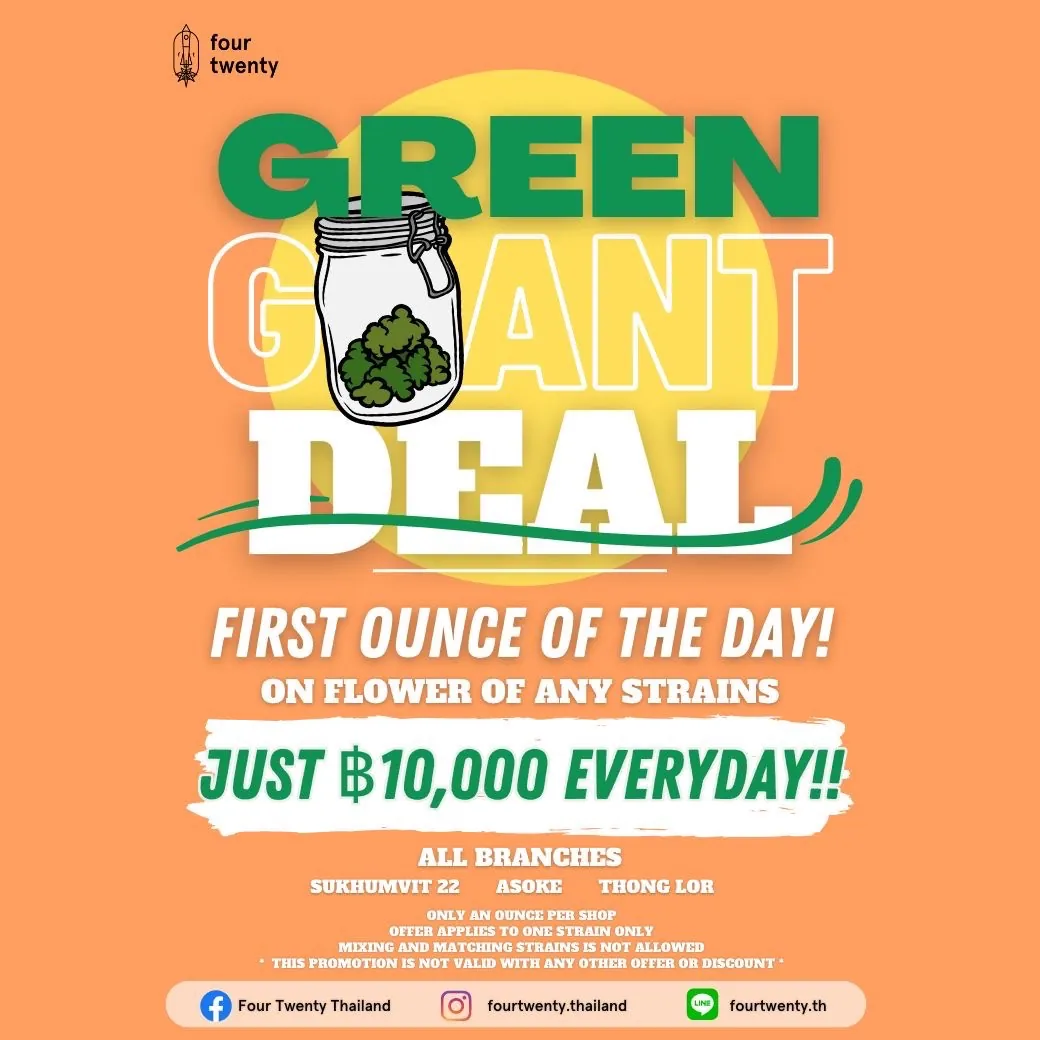 four
twenty
GREEN
GIANT
DEAL
FIRST OUNCE OF THE DAY!
ON FLOWER OF ANY STRAINS
JUST ฿10,000 EVERYDAY!!
ALL BRANCHES
SUKHUMVIT 22 ASOKE THONG LOR
ONLY AN OUNCE PER SHOP
OFFER APPLIES TO ONE STRAIN ONLY
MIXING AND MATCHING STRAINS IS NOT ALLOWED
* THIS PROMOTION IS NOT VALID WITH ANY OTHER OFFER OR DISCOUNT *
Four Twenty Thailand fourtwenty.thailand LINE fourtwenty.th